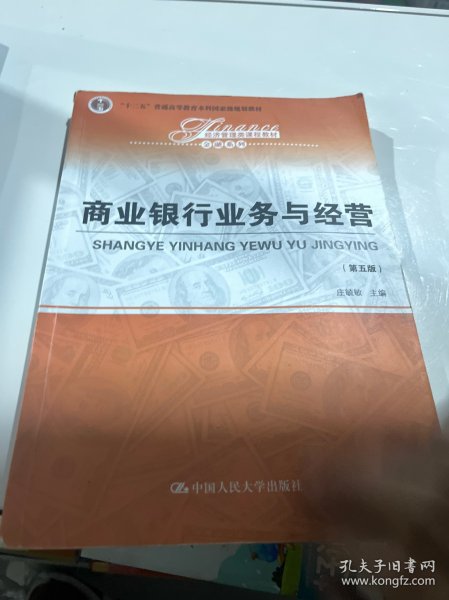 “十二五”普通高等教育本科国家级规划教材
Finance
经济管理类课程教材
金融系列
商业银行业务与经营
SHANGYE YINHANG YEWU YU JINGYING
（第五版）
庄毓敏 主编
中国人民大学出版社
孔夫子旧书网
www.kongfz.com